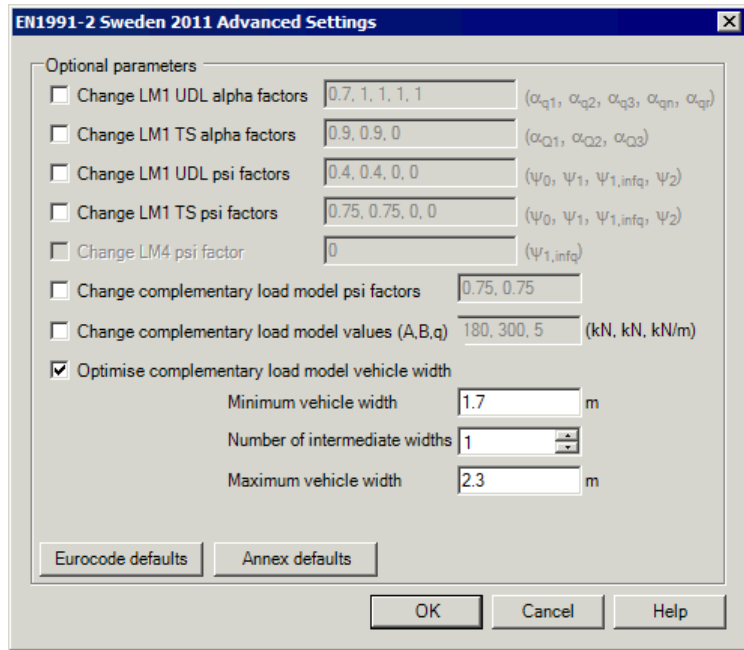 EN1991-2 Sweden 2011 Advanced Settings
Optional parameters
Change LM1 UDL alpha factors 0.7, 1, 1, 1, 1 (αq1, αq2, αq3, αqn, αqr)
Change LM1 TS alpha factors 0.9, 0.9, 0 (αQ1, αQ2, αQ3)
Change LM1 UDL psi factors 0.4, 0.4, 0, 0 (Ψ0, Ψ1, Ψ1,infq, Ψ2)
Change LM1 TS psi factors 0.75, 0.75, 0, 0 (Ψ0, Ψ1, Ψ1,infq, Ψ2)
Change LM4 psi factor 0 (Ψ1,infq)
Change complementary load model psi factors 0.75, 0.75
Change complementary load model values (A,B,q) 180, 300, 5 (kN, kN, kN/m)
Optimise complementary load model vehicle width
Minimum vehicle width 1.7 m
Number of intermediate widths 1
Maximum vehicle width 2.3 m
Eurocode defaults Annex defaults
OK Cancel Help